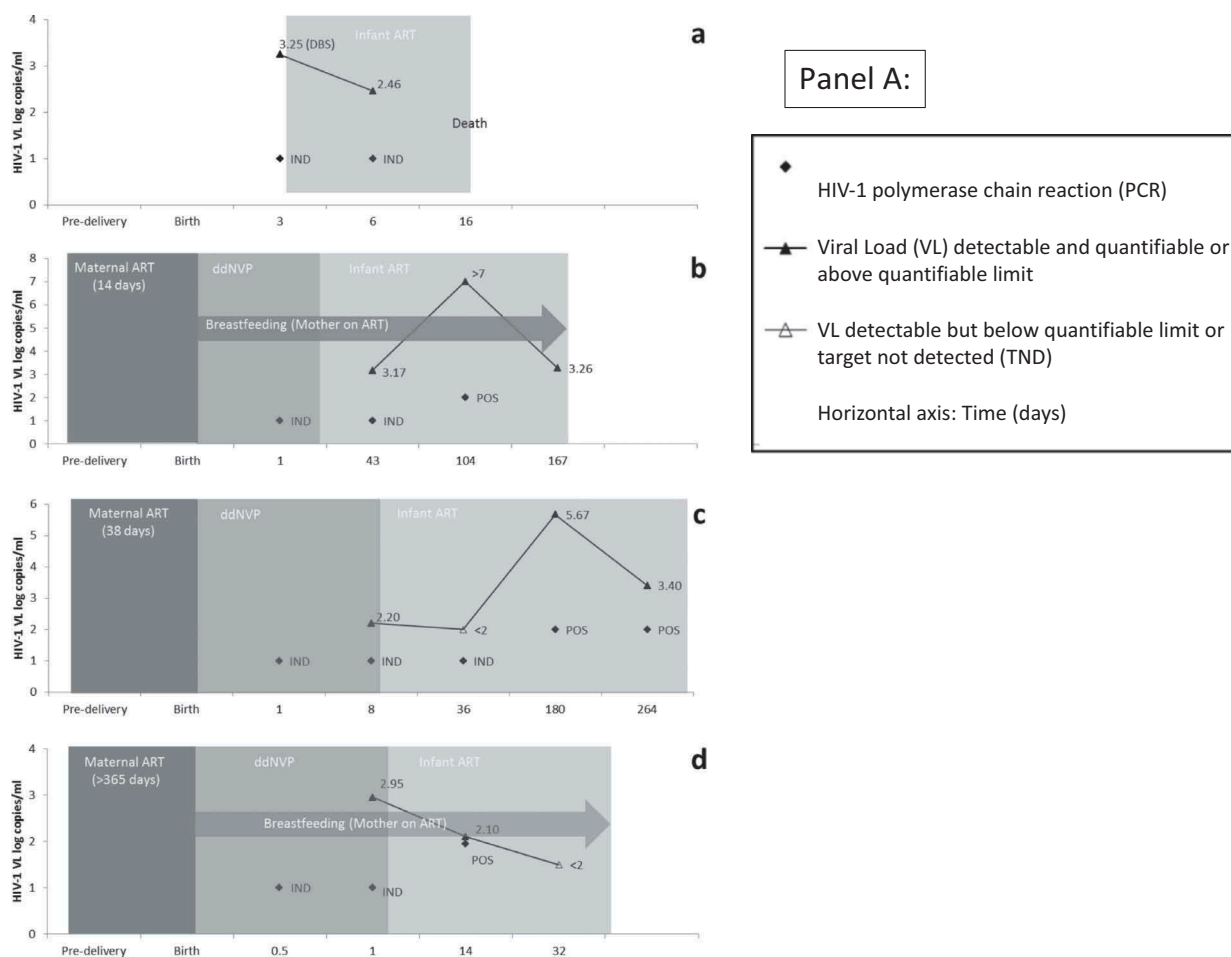 HIV-1 VL log copies/ml
4
3
2
1
0
Infant ART
a
3.25 (DBS)
2.46
Death
IND
IND
Pre-delivery
Birth
3
6
16
HIV-1 VL log copies/ml
8
7
6
5
4
3
2
1
0
Maternal ART
(14 days)
ddNVP
Infant ART
b
Breastfeeding (Mother on ART)
>7
3.17
3.26
POS
IND
IND
Pre-delivery
Birth
1
43
104
167
HIV-1 VL log copies/ml
6
5
4
3
2
1
0
Maternal ART
(38 days)
ddNVP
Infant ART
c
5.67
3.40
2.20
<2
POS
POS
IND
IND
IND
Pre-delivery
Birth
1
8
36
180
264
HIV-1 VL log copies/ml
4
3
2
1
0
Maternal ART
(>365 days)
ddNVP
Infant ART
d
2.95
Breastfeeding (Mother on ART)
2.10
POS
<2
IND
IND
Pre-delivery
Birth
0.5
1
14
32
Panel A:
HIV-1 polymerase chain reaction (PCR)
Viral Load (VL) detectable and quantifiable or
above quantifiable limit
VL detectable but below quantifiable limit or
target not detected (TND)
Horizontal axis: Time (days)